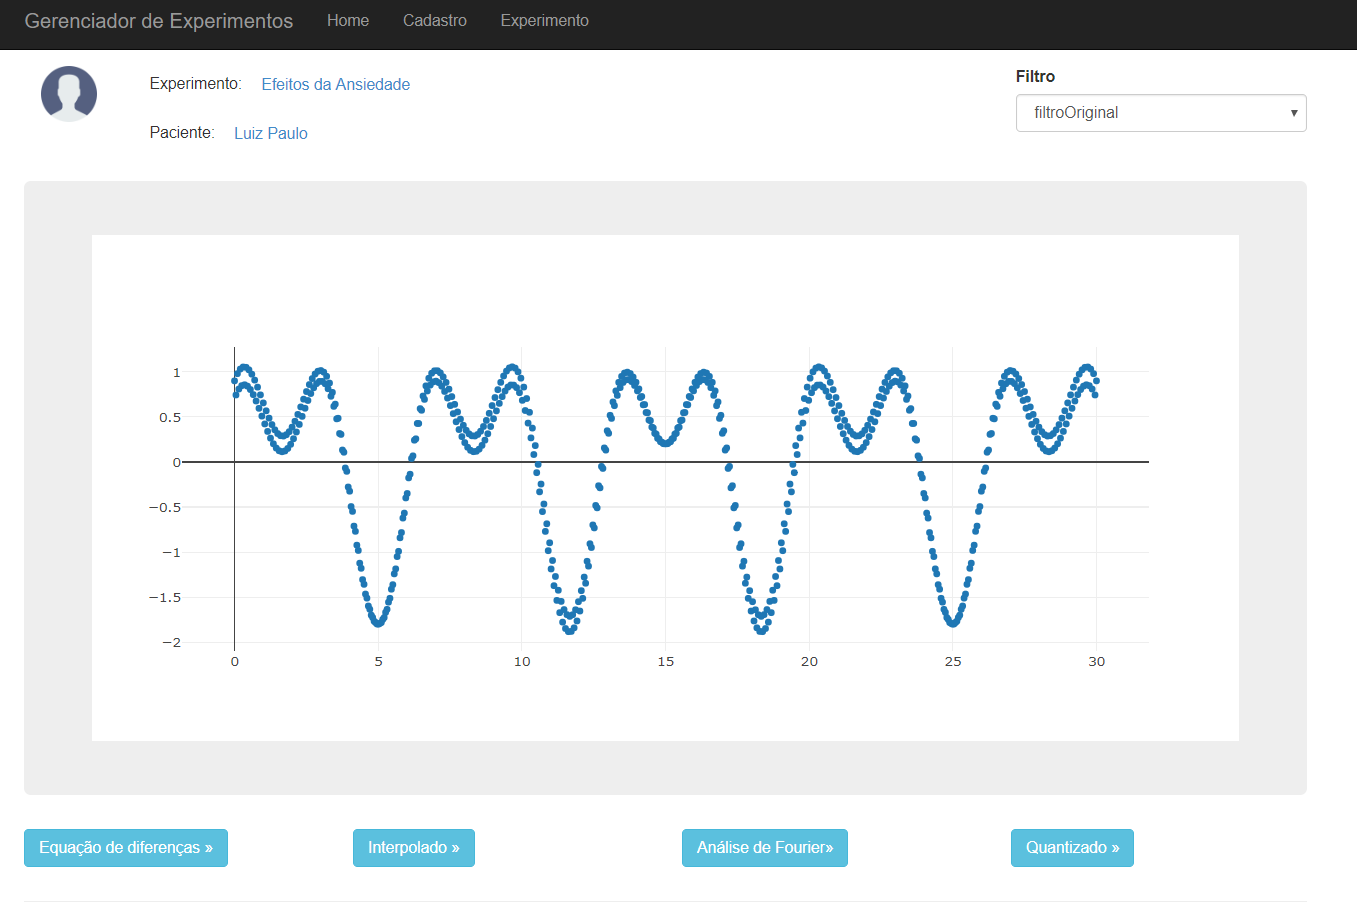 Gerenciador de Experimentos Home Cadastro Experimento
Experimento: Efeitos da Ansiedade
Paciente: Luiz Paulo
Filtro
filtroOriginal
1
0.5
0
−0.5
−1
−1.5
−2
0 5 10 15 20 25 30
Equação de diferenças » Interpolado » Análise de Fourier» Quantizado »